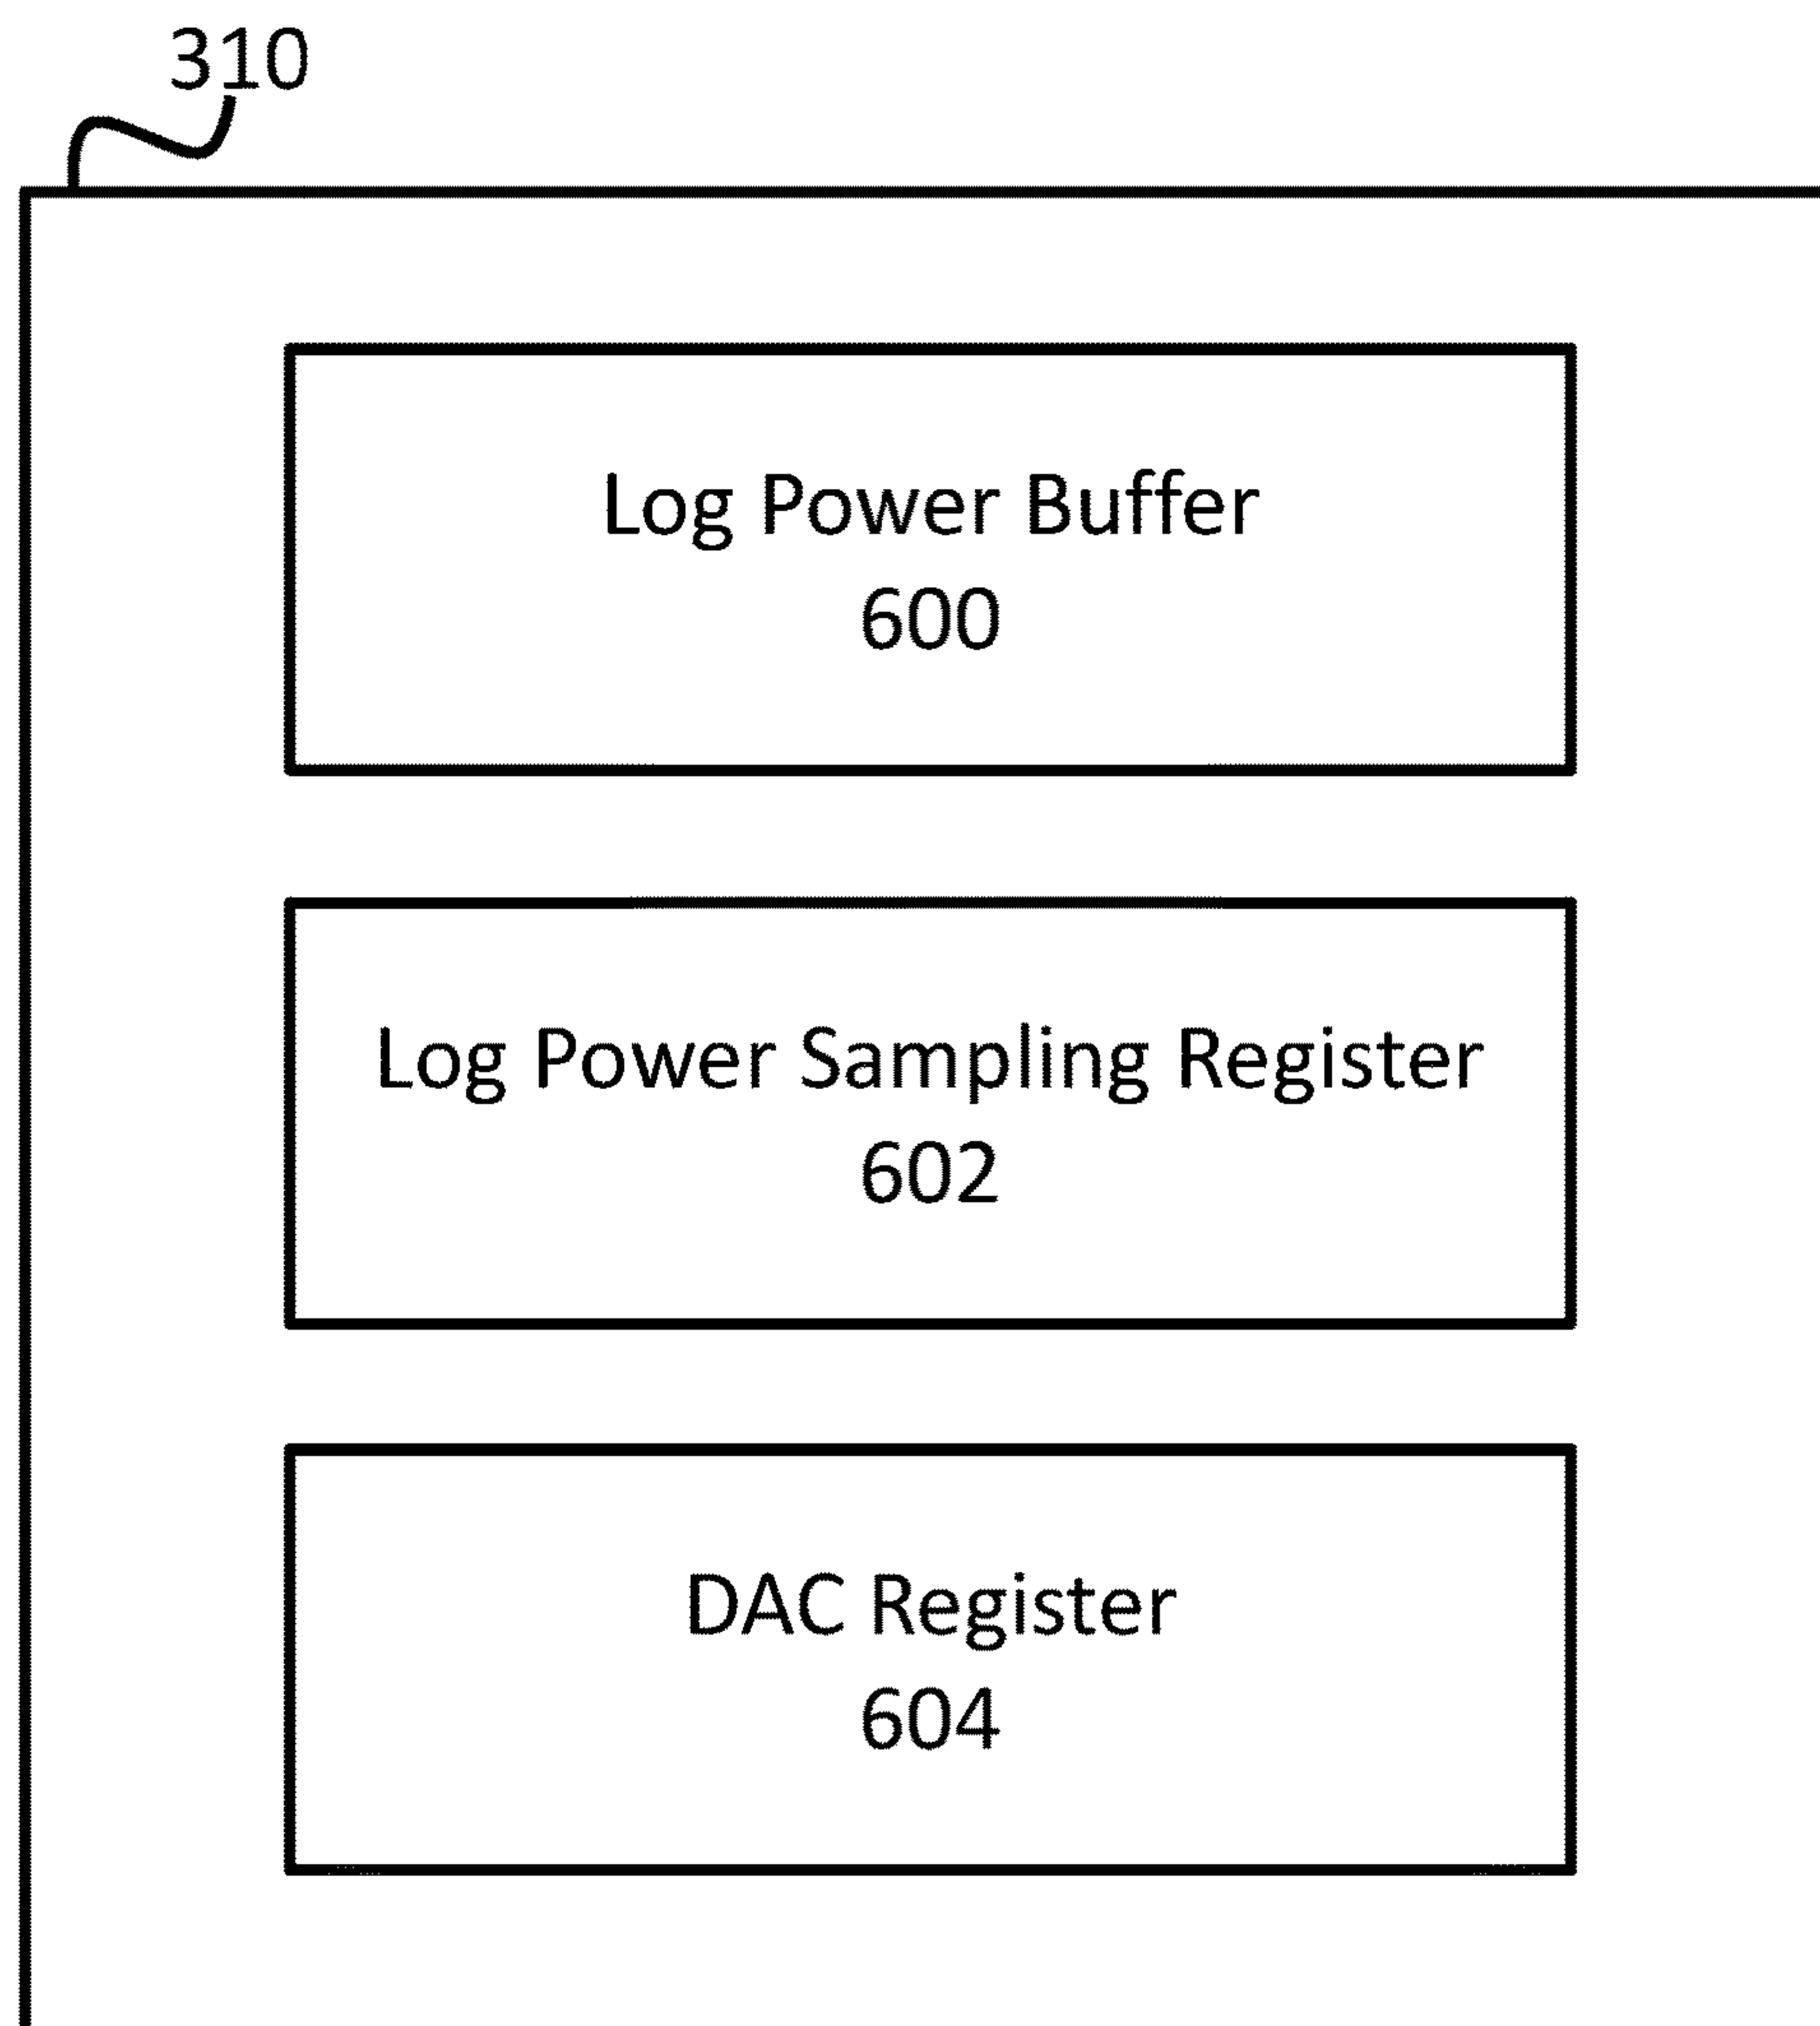 310
Log Power Buffer
600
Log Power Sampling Register
602
DAC Register
604